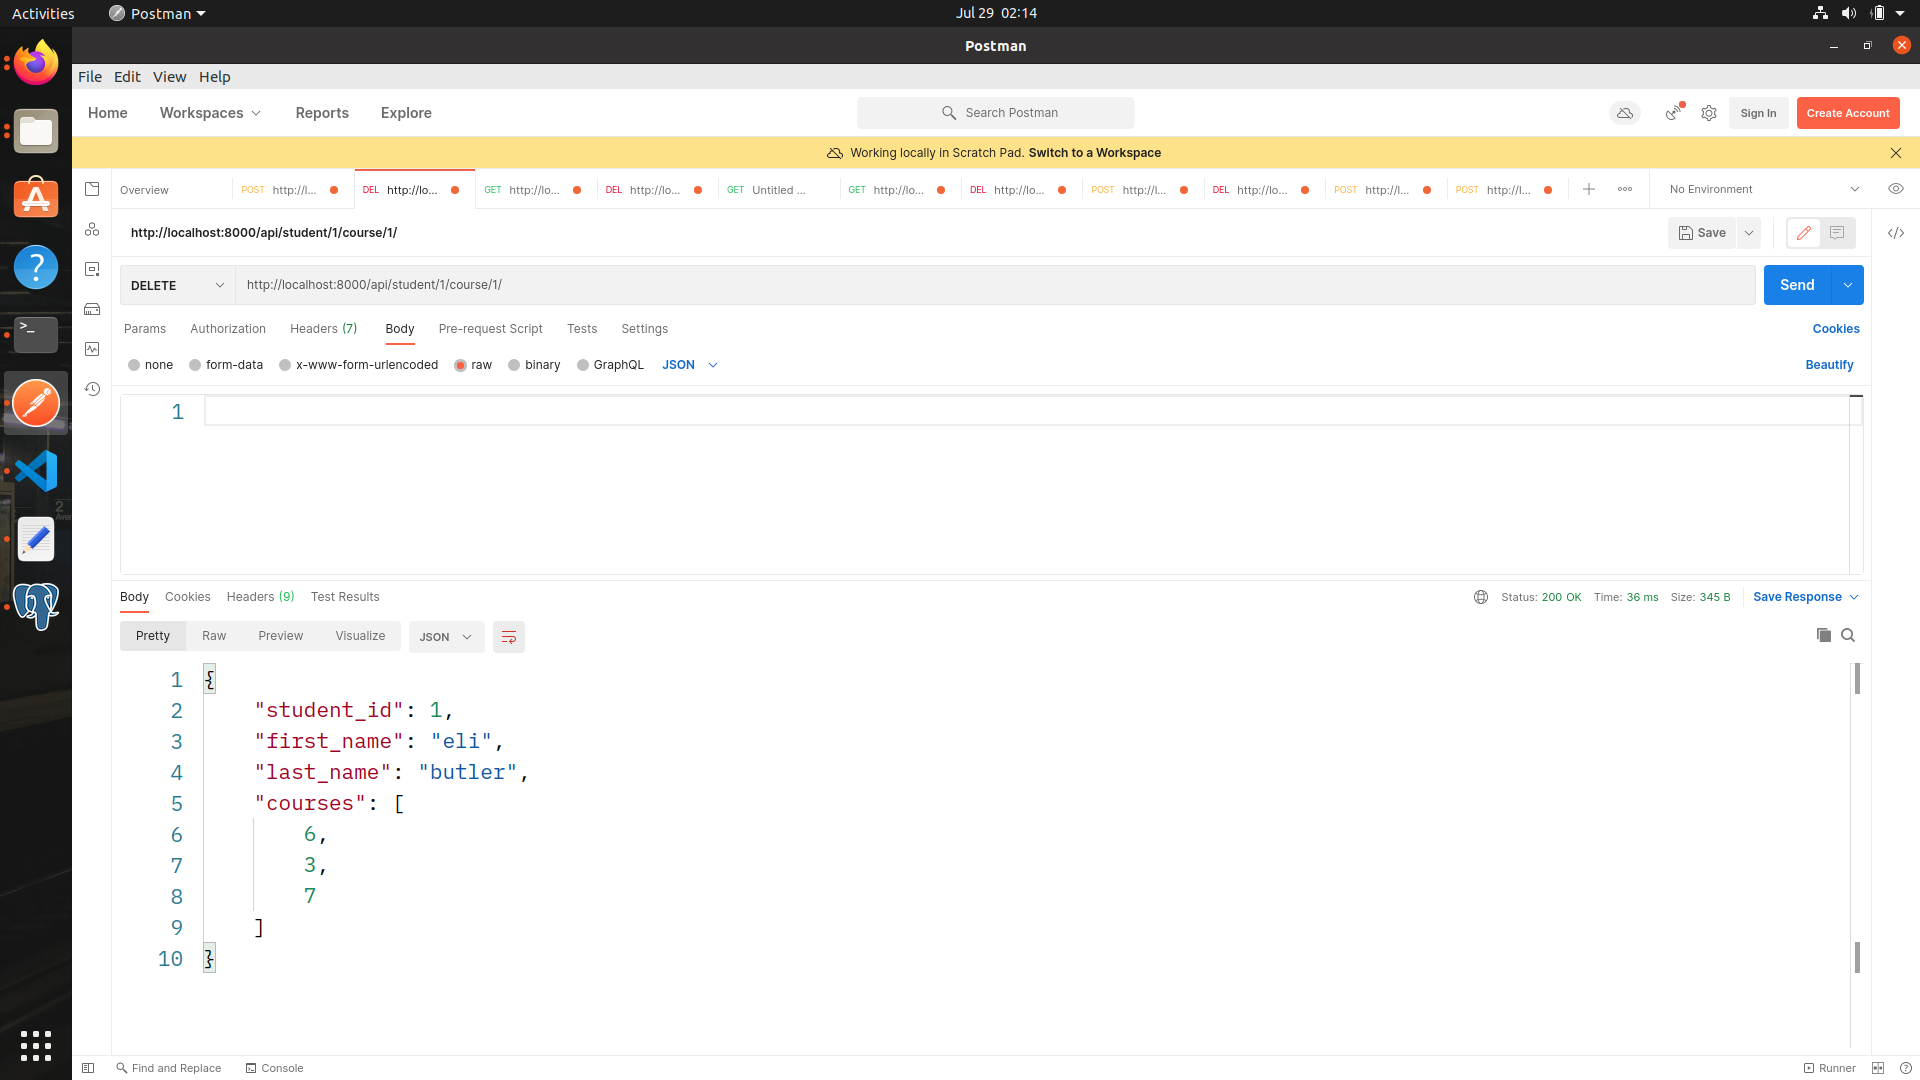 Activities
Postman
Jul 29 02:14
Postman
File Edit View Help
Home Workspaces Reports Explore
Search Postman
Sign In
Create Account
Working locally in Scratch Pad. Switch to a Workspace
Overview
POST http://l...
DEL http://lo...
GET http://lo...
DEL http://lo...
GET Untitled ...
GET http://lo...
DEL http://lo...
POST http://l...
DEL http://lo...
POST http://l...
POST http://l...
No Environment
http://localhost:8000/api/student/1/course/1/
Save
DELETE
http://localhost:8000/api/student/1/course/1/
Send
Params Authorization Headers (7) Body Pre-request Script Tests Settings
Cookies
none form-data x-www-form-urlencoded raw binary GraphQL JSON
Beautify
1
Body Cookies Headers (9) Test Results
Status: 200 OK Time: 36 ms Size: 345 B
Save Response
Pretty Raw Preview Visualize JSON
1 {
2 "student_id": 1,
3 "first_name": "eli",
4 "last_name": "butler",
5 "courses": [
6 6,
7 3,
8 7
9 ]
10 }
Find and Replace
Console
Runner